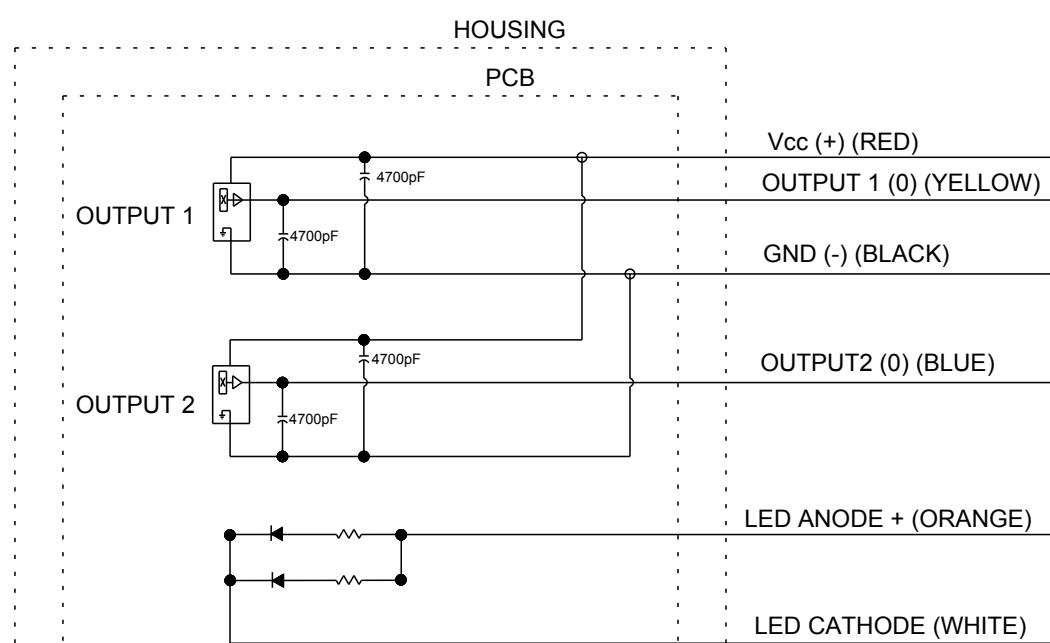 HOUSING
PCB
Vcc (+) (RED)
4700pF
OUTPUT 1 (0) (YELLOW)
OUTPUT 1
4700pF
GND (-) (BLACK)
4700pF
OUTPUT2 (0) (BLUE)
OUTPUT 2
4700pF
LED ANODE + (ORANGE)
LED CATHODE (WHITE)